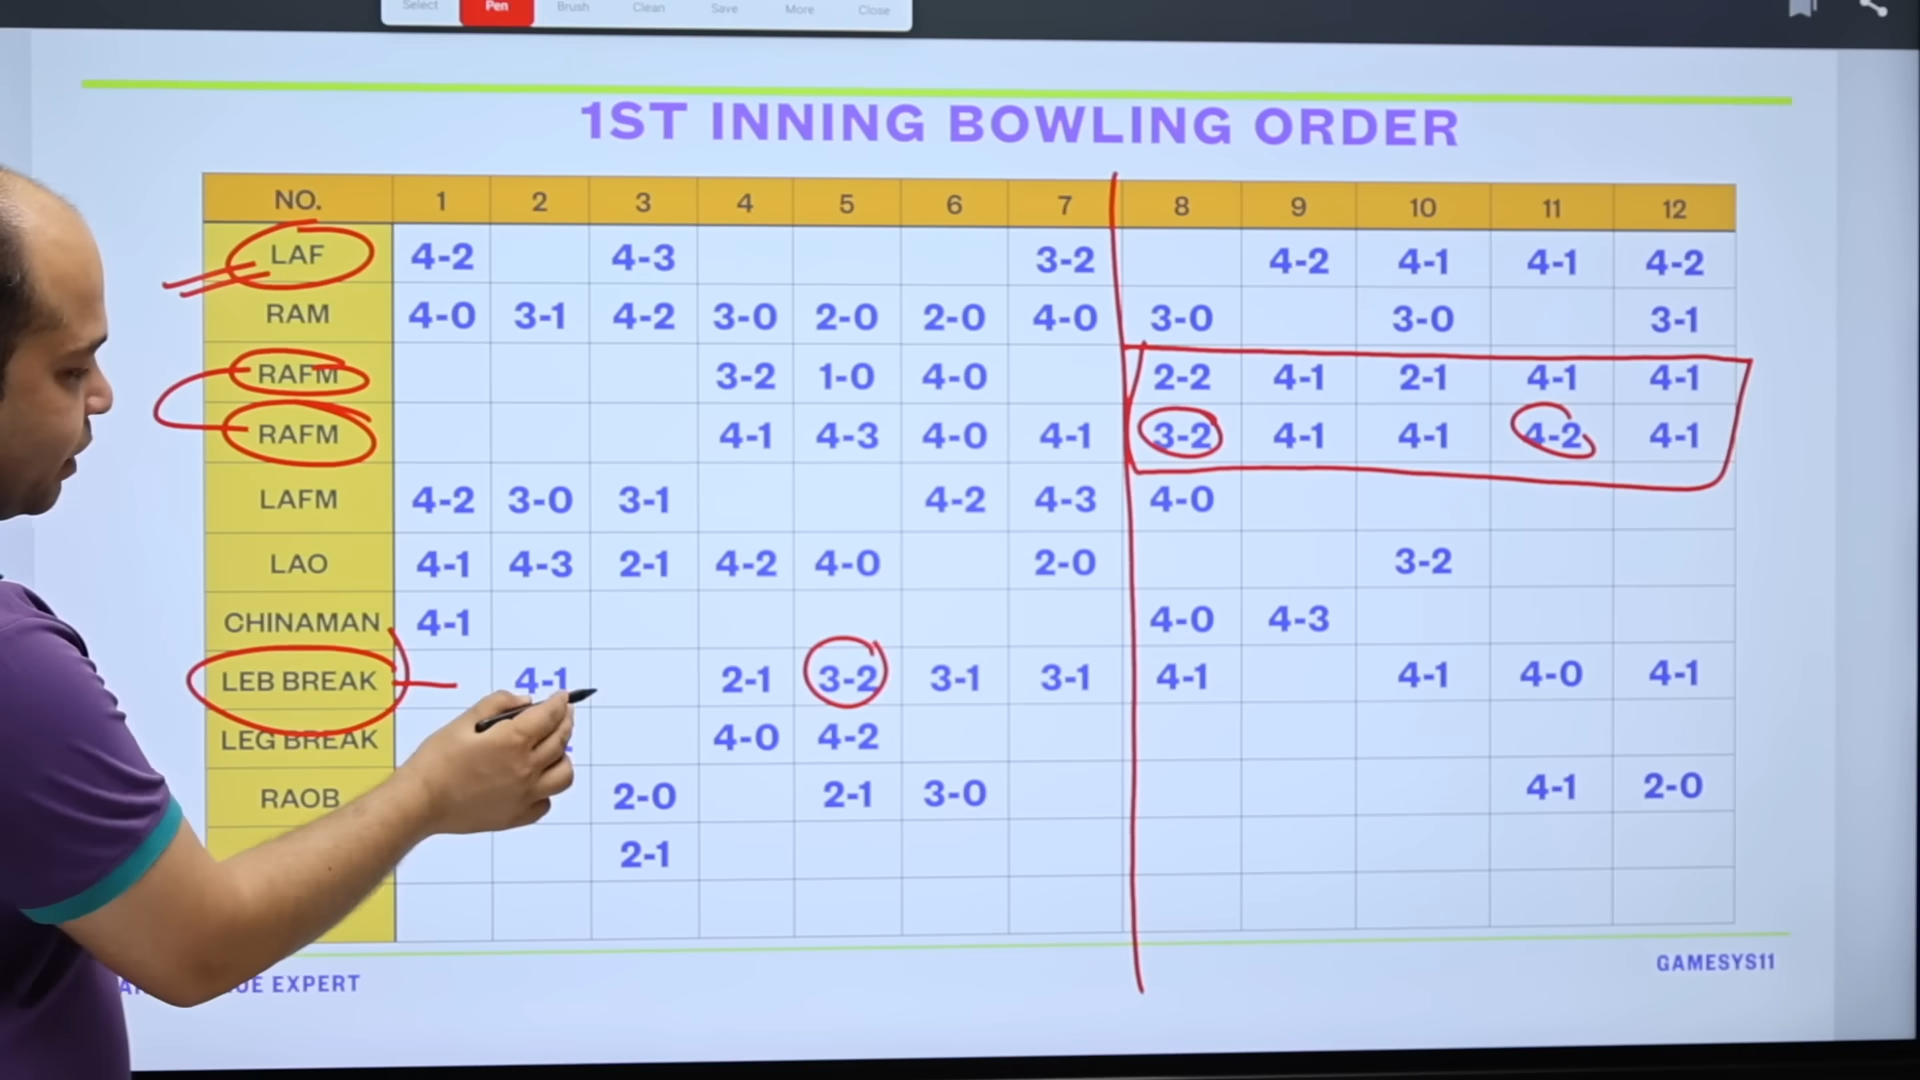 Select Pen Brush Clean Save More Close
1ST INNING BOWLING ORDER
NO. 1 2 3 4 5 6 7 8 9 10 11 12
LAF 4-2 4-3 3-2 4-2 4-1 4-1 4-2
RAM 4-0 3-1 4-2 3-0 2-0 2-0 4-0 3-0 3-0 3-1
RAFM 3-2 1-0 4-0 2-2 4-1 2-1 4-1 4-1
RAFM 4-1 4-3 4-0 4-1 3-2 4-1 4-1 4-2 4-1
LAFM 4-2 3-0 3-1 4-2 4-3 4-0
LAO 4-1 4-3 2-1 4-2 4-0 2-0 3-2
CHINAMAN 4-1 4-0 4-3
LEB BREAK 4-1 2-1 3-2 3-1 3-1 4-1 4-1 4-0 4-1
LEG BREAK 4-0 4-2
RAOB 2-0 2-1 3-0 4-1 2-0
2-1
EXPERT
GAMESYS11